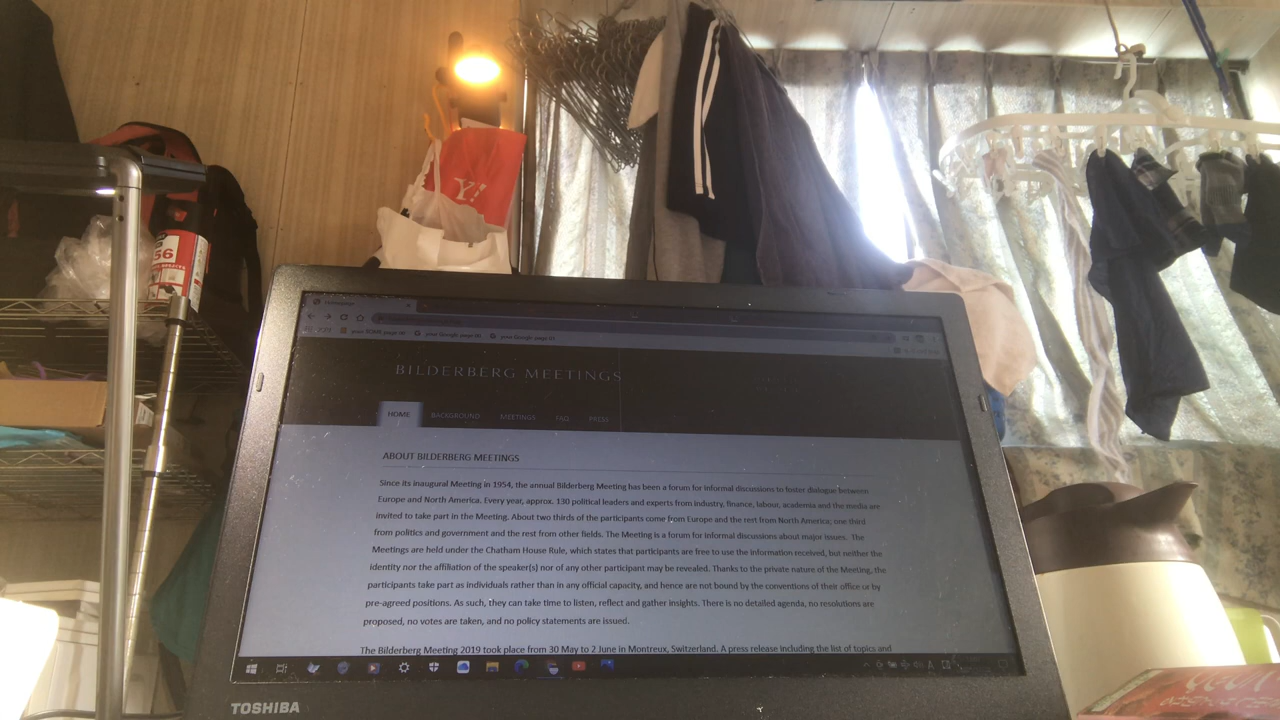 Y!
56
BILDERBERG MEETINGS
HOME BACKGROUND MEETINGS FAQ PRESS
ABOUT BILDERBERG MEETINGS
Since its inaugural Meeting in 1954, the annual Bilderberg Meeting has been a forum for informal discussions to foster dialogue between
Europe and North America. Every year, approx. 130 political leaders and experts from industry, finance, labour, academia and the media are
invited to take part in the Meeting. About two thirds of the participants come from Europe and the rest from North America; one third
from politics and government and the rest from other fields. The Meeting is a forum for informal discussions about major issues. The
Meetings are held under the Chatham House Rule, which states that participants are free to use the information received, but neither the
identity nor the affiliation of the speaker(s) nor of any other participant may be revealed. Thanks to the private nature of the Meeting, the
participants take part as individuals rather than in any official capacity, and hence are not bound by the conventions of their office or by
pre-agreed positions. As such, they can take time to listen, reflect and gather insights. There is no detailed agenda, no resolutions are
proposed, no votes are taken, and no policy statements are issued.
The Bilderberg Meeting 2019 took place from 30 May to 2 June in Montreux, Switzerland. A press release including the list of topics and
TOSHIBA